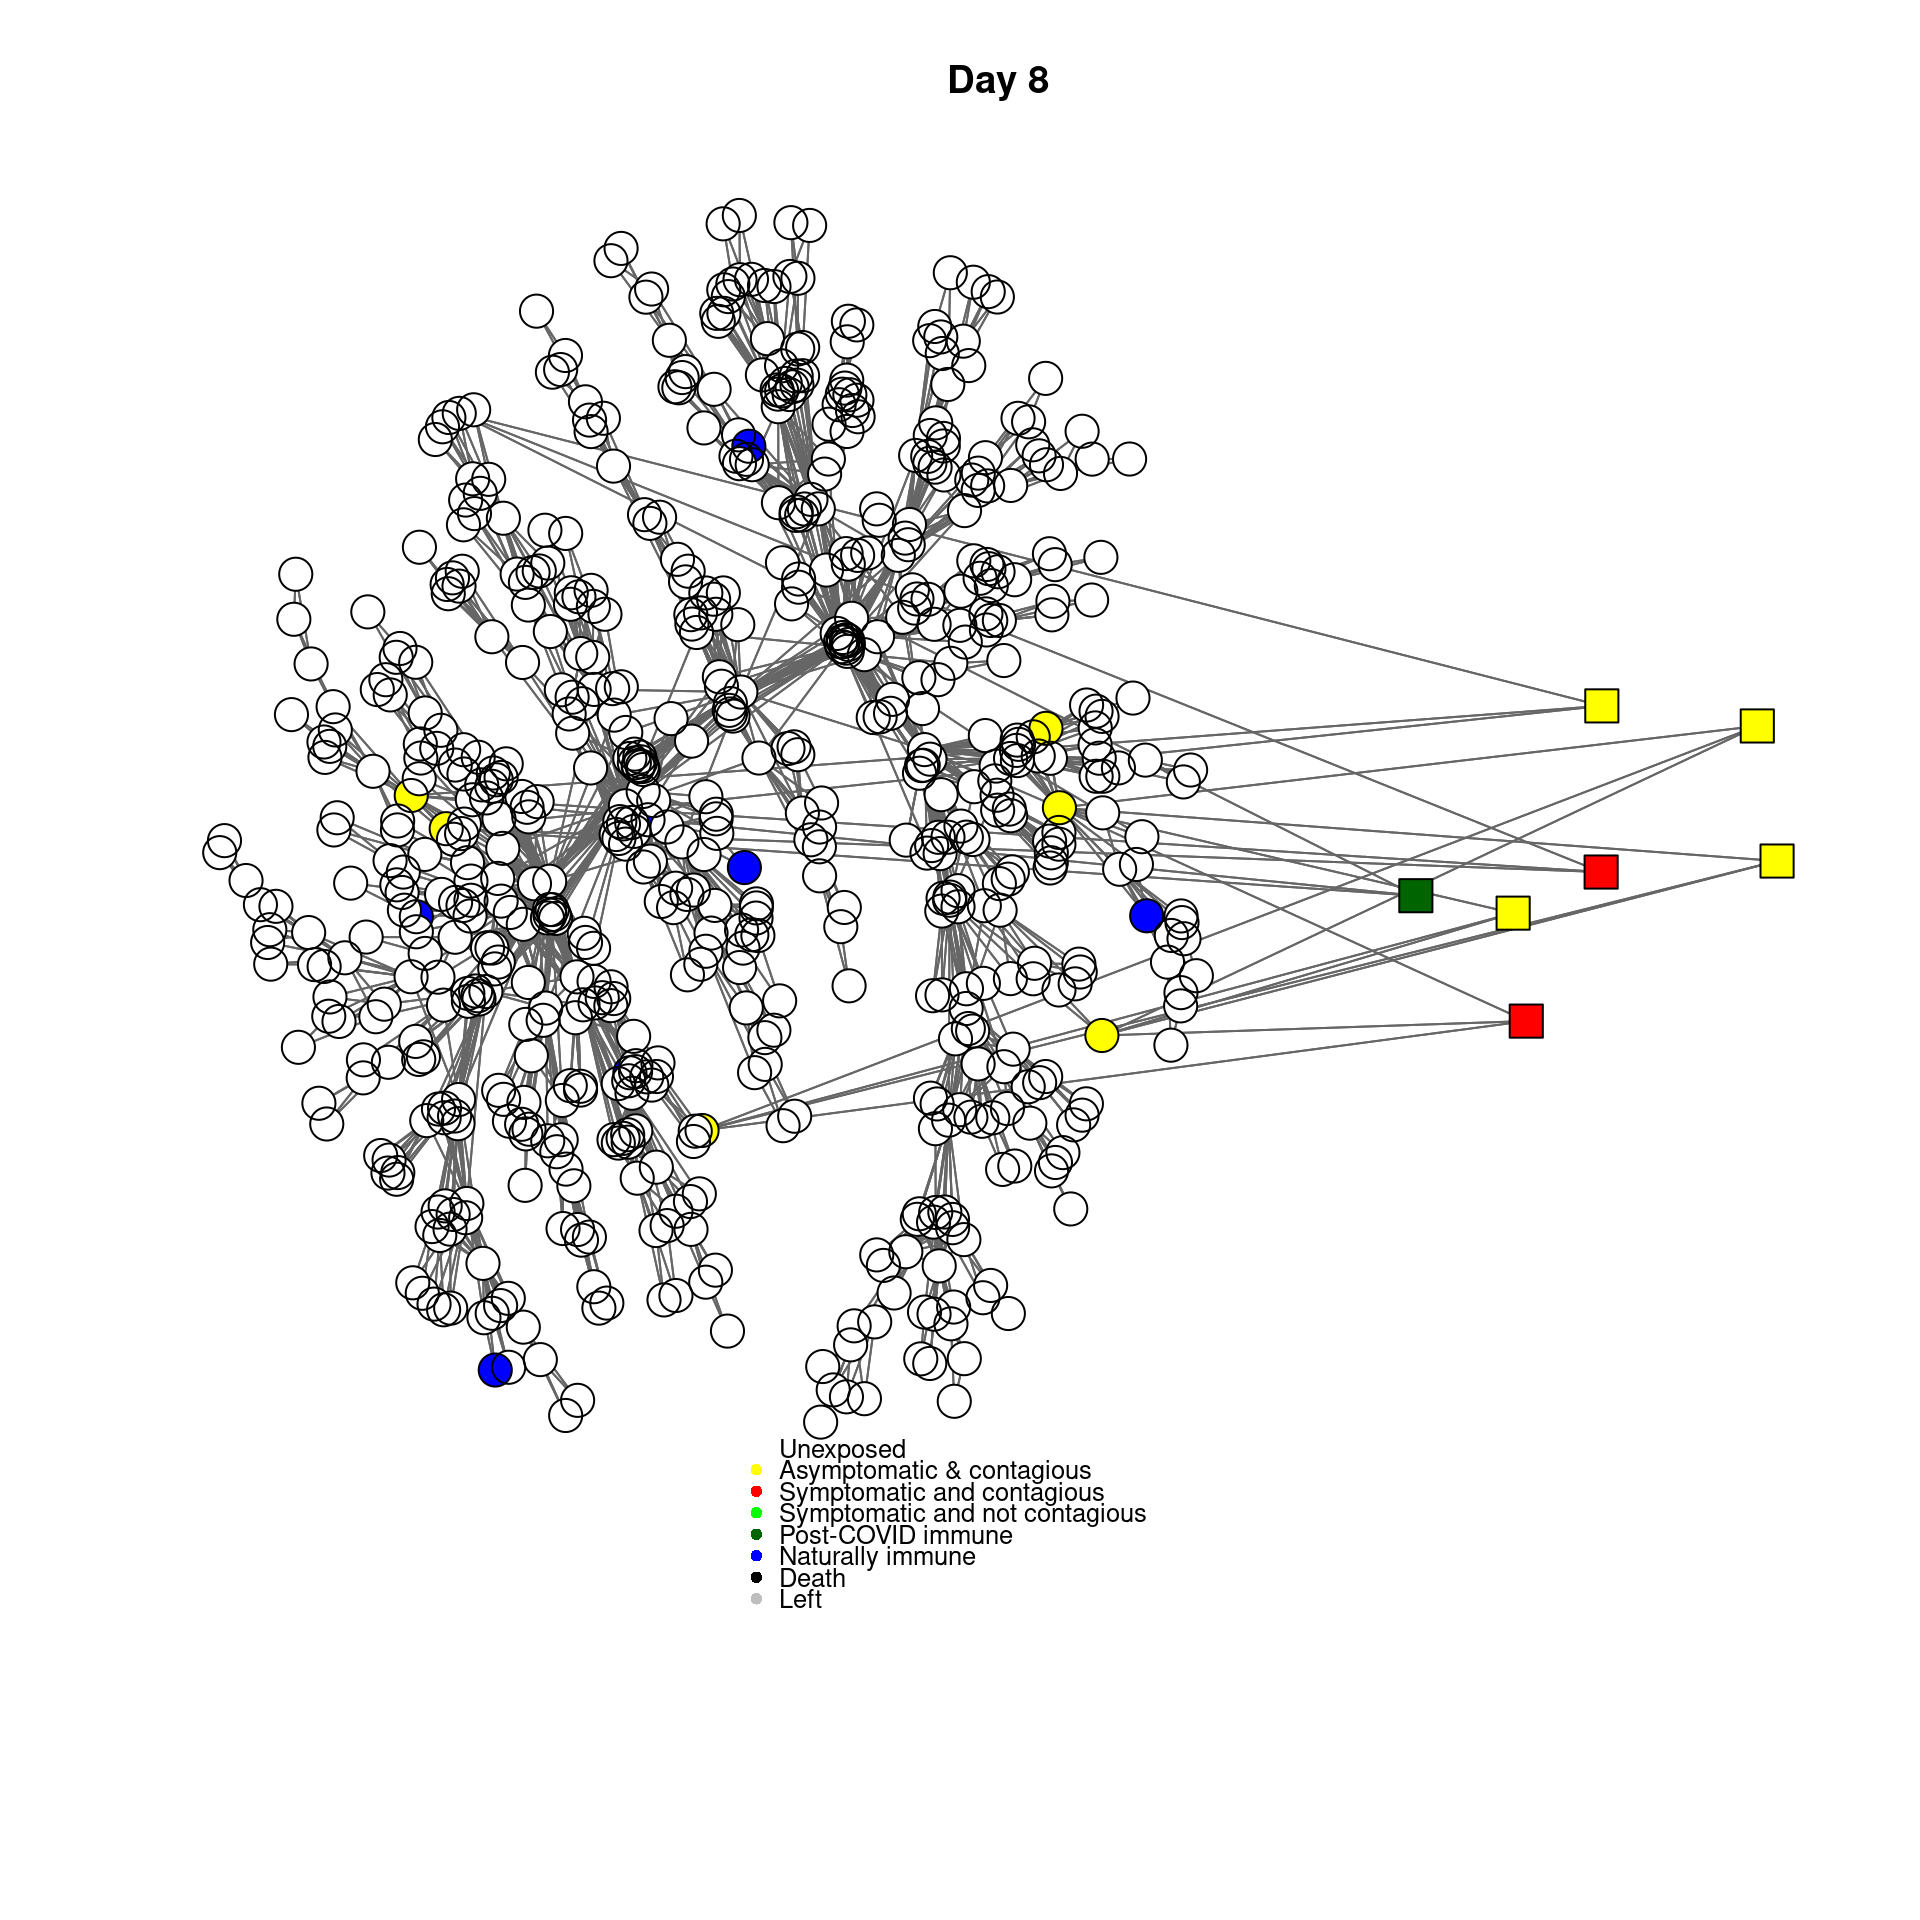 Day 8
Unexposed
Asymptomatic & contagious
Symptomatic and contagious
Symptomatic and not contagious
Post-COVID immune
Naturally immune
Death
Left